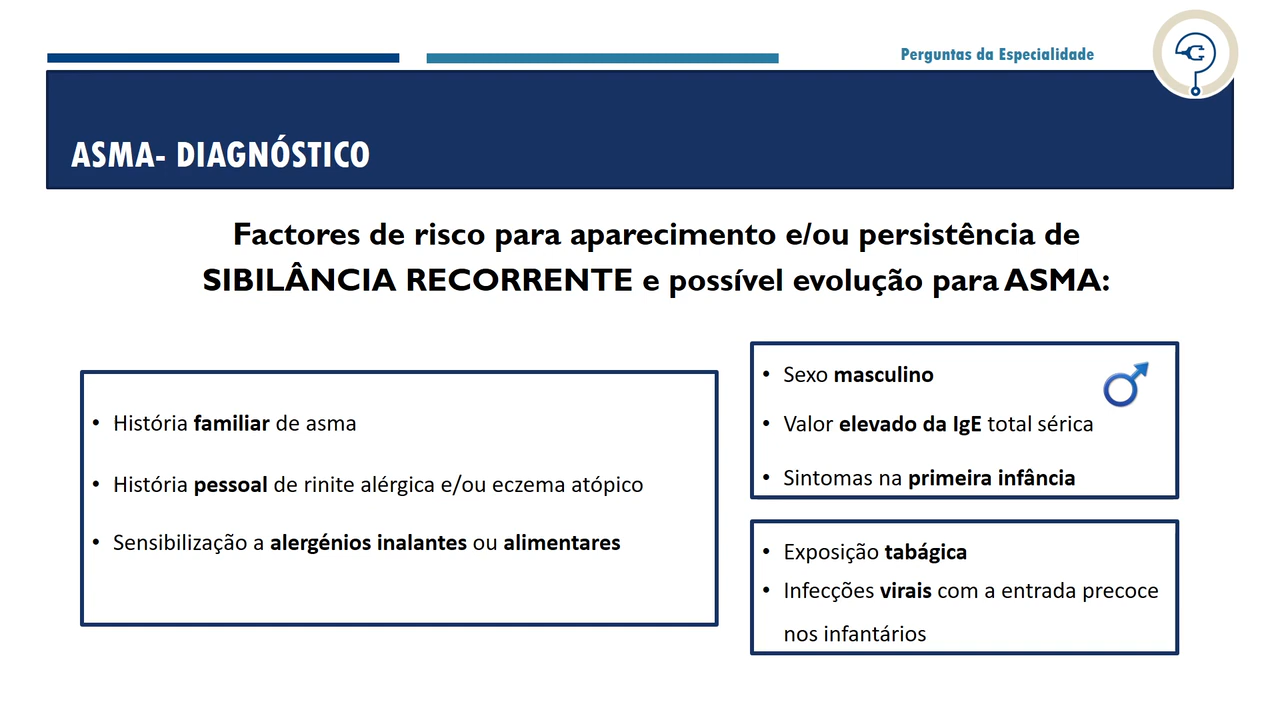 Perguntas da Especialidade
ASMA- DIAGNÓSTICO
Factores de risco para aparecimento e/ou persistência de
SIBILÂNCIA RECORRENTE e possível evolução para ASMA:
• História familiar de asma
• História pessoal de rinite alérgica e/ou eczema atópico
• Sensibilização a alergénios inalantes ou alimentares
• Sexo masculino
• Valor elevado da IgE total sérica
• Sintomas na primeira infância
• Exposição tabágica
• Infecções virais com a entrada precoce
nos infantários